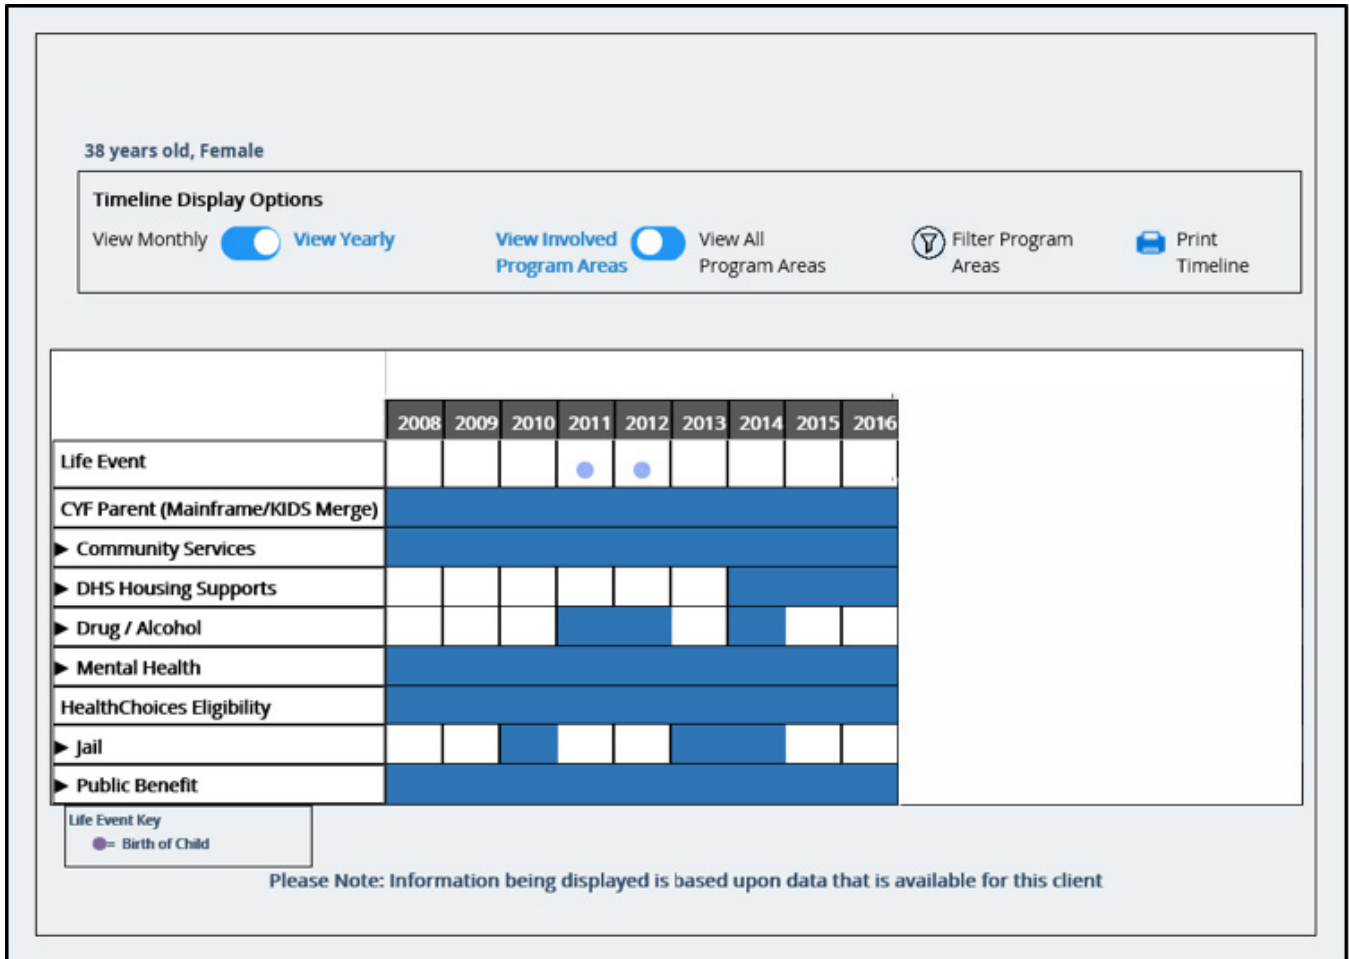 38 years old, Female
Timeline Display Options
View Monthly View Yearly View Involved View All Filter Program Print
Program Areas Program Areas Areas Timeline
2008 2009 2010 2011 2012 2013 2014 2015 2016
Life Event
CYF Parent (Mainframe/KIDS Merge)
▶ Community Services
▶ DHS Housing Supports
▶ Drug / Alcohol
▶ Mental Health
HealthChoices Eligibility
▶ Jail
▶ Public Benefit
Life Event Key
= Birth of Child
Please Note: Information being displayed is based upon data that is available for this client